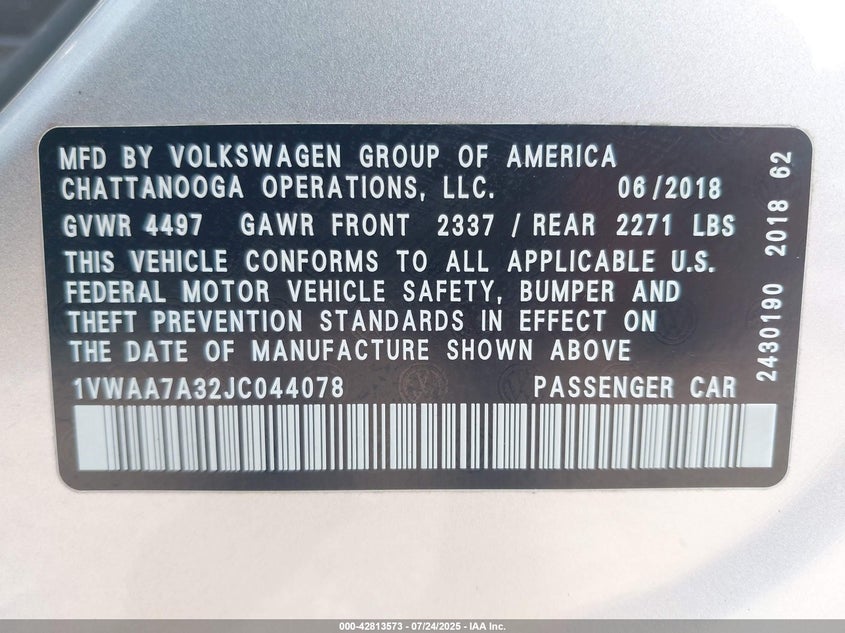 MFD BY VOLKSWAGEN GROUP OF AMERICA
CHATTANOOGA OPERATIONS, LLC. 06/2018
GVWR 4497 GAWR FRONT 2337 / REAR 2271 LBS
THIS VEHICLE CONFORMS TO ALL APPLICABLE U.S.
FEDERAL MOTOR VEHICLE SAFETY, BUMPER AND
THEFT PREVENTION STANDARDS IN EFFECT ON
THE DATE OF MANUFACTURE SHOWN ABOVE
1VWAA7A32JC044078 PASSENGER CAR
2430190 2018 62
000-42813573 | 07/24/2025 - IAA Inc.